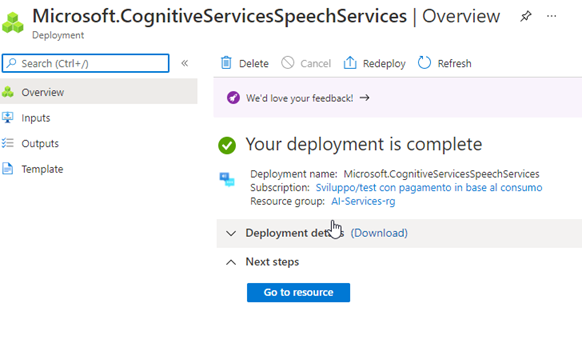 Microsoft.CognitiveServicesSpeechServices | Overview
Deployment
Search (Ctrl+/)
Delete Cancel Redeploy Refresh
Overview
We'd love your feedback! →
Inputs
Outputs
Your deployment is complete
Template
Deployment name: Microsoft.CognitiveServicesSpeechServices
Subscription: Sviluppo/test con pagamento in base al consumo
Resource group: AI-Services-rg
Deployment details (Download)
Next steps
Go to resource